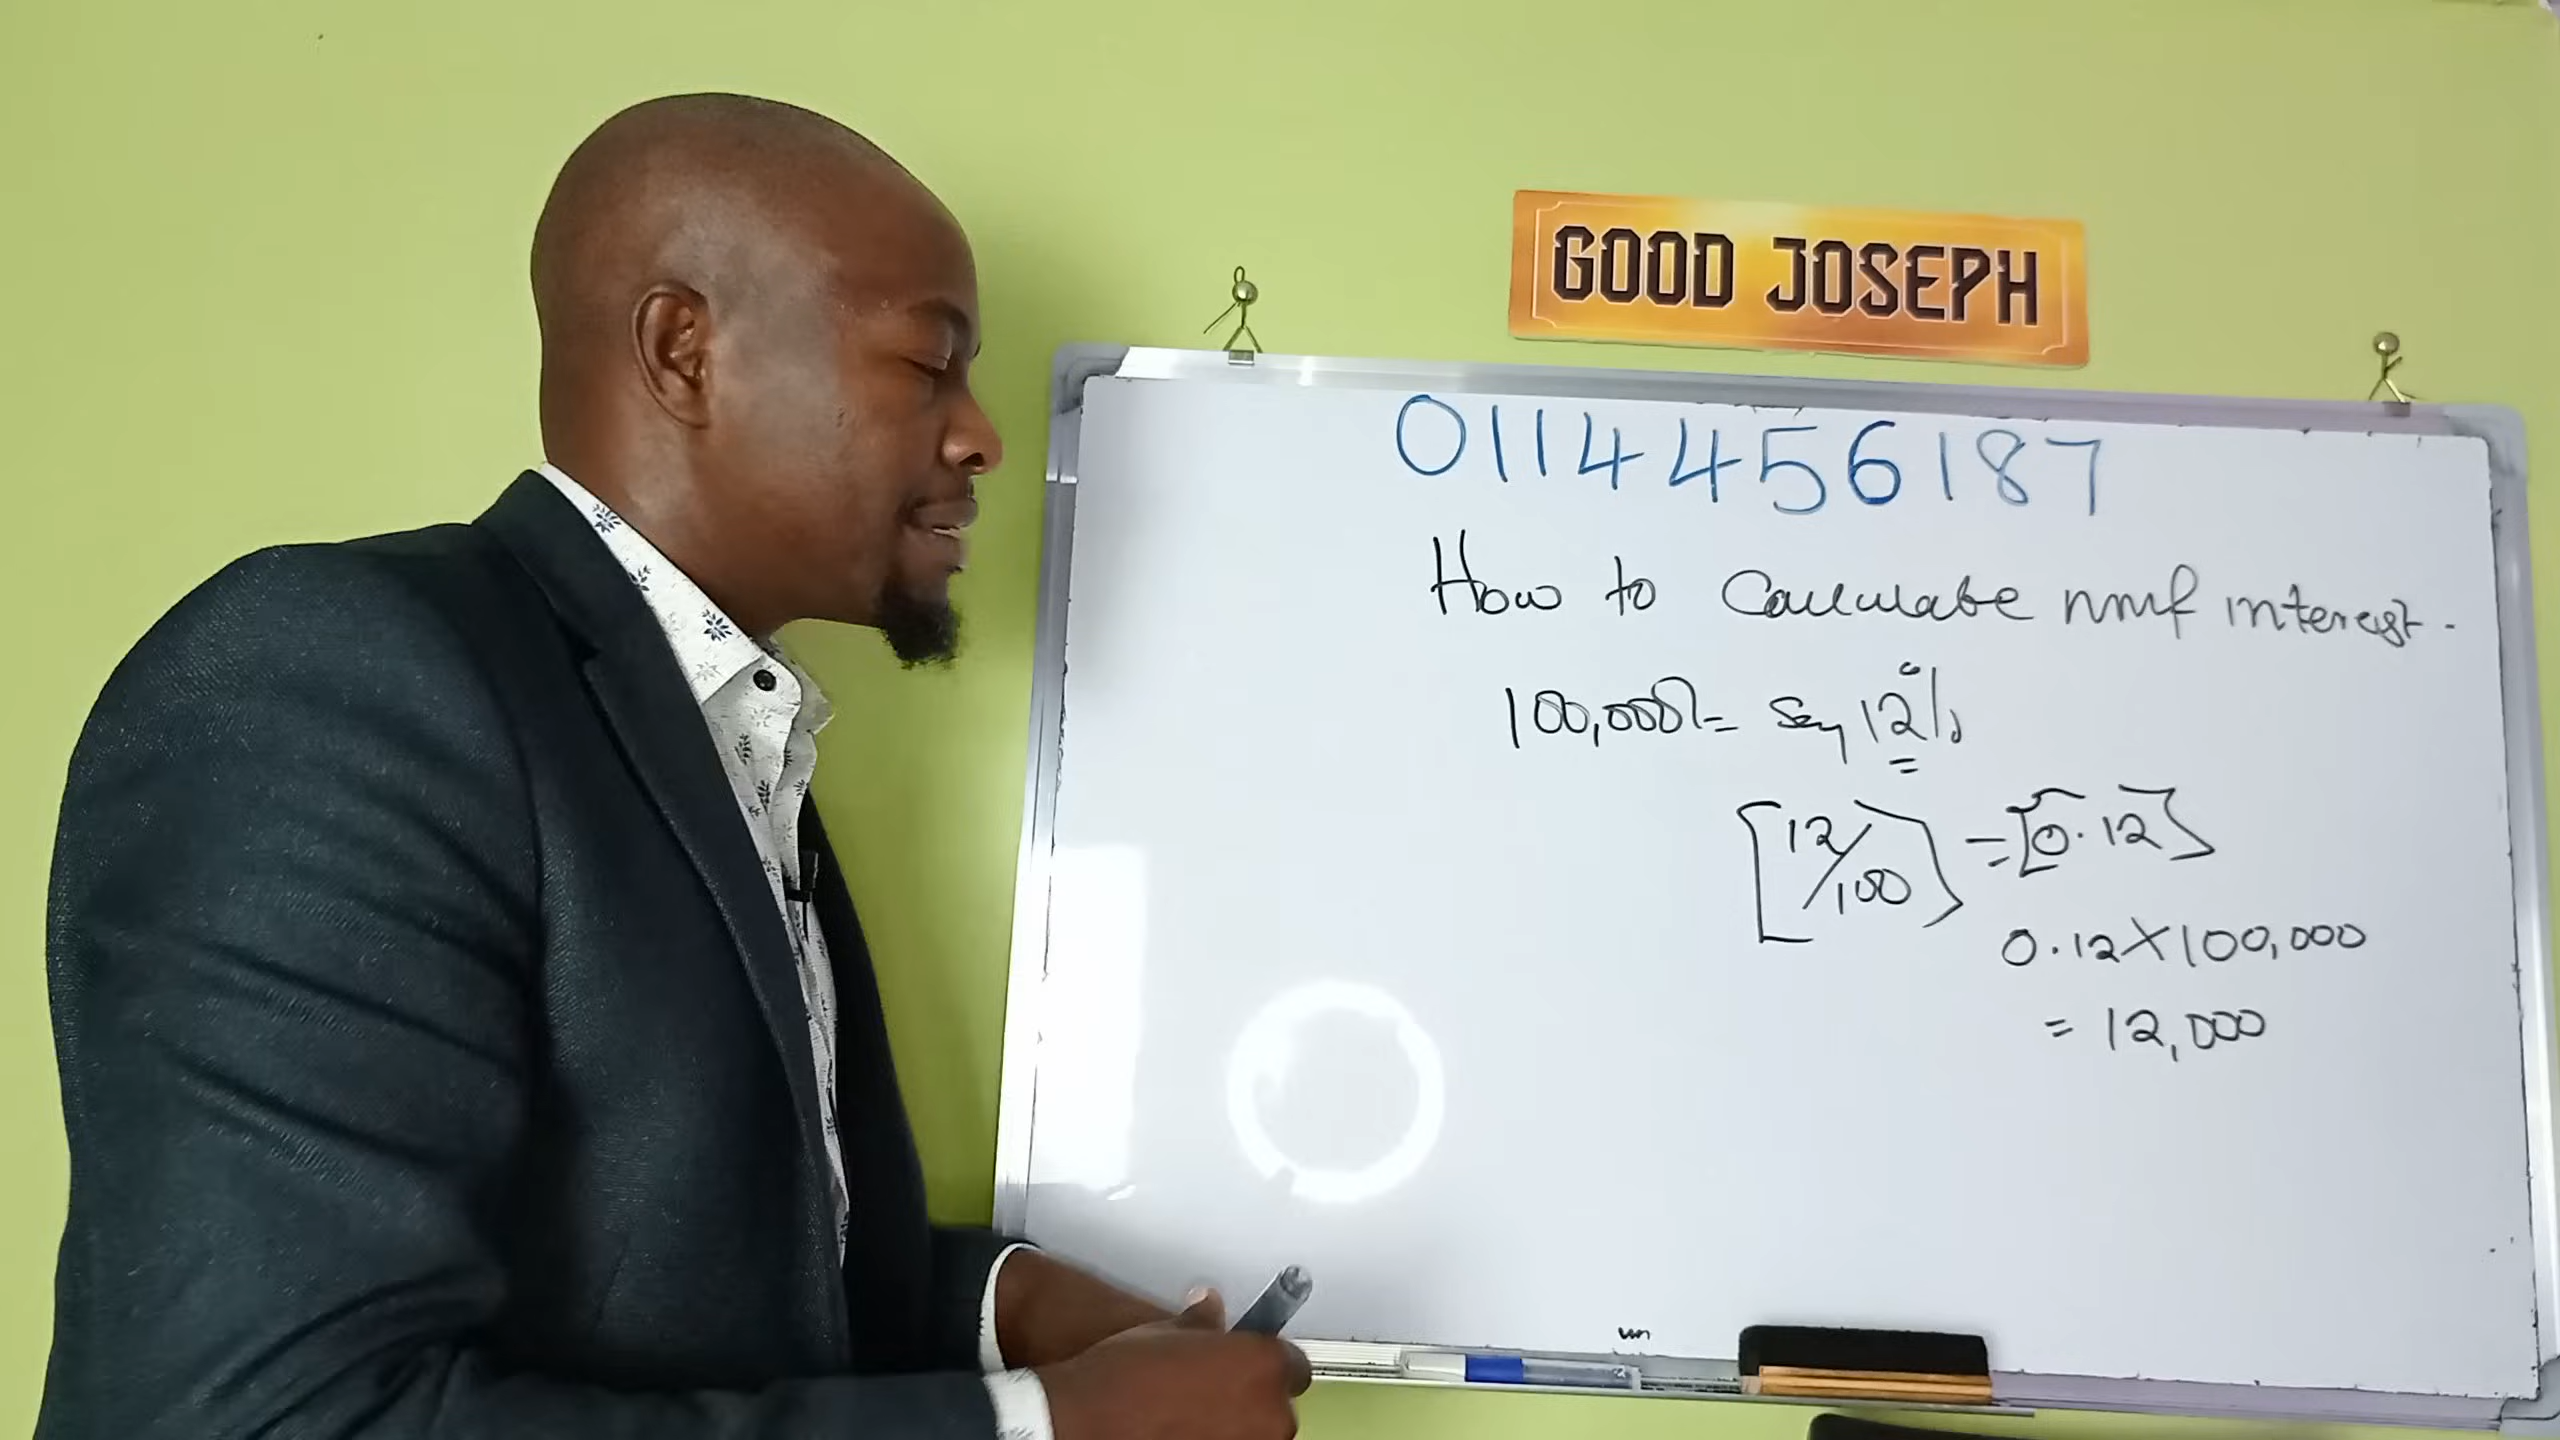 GOOD JOSEPH
0114456187
How to Calculate mmf interest.
100,000/= Say 12%
[12/100] = [0.12]
0.12 X 100,000
= 12,000